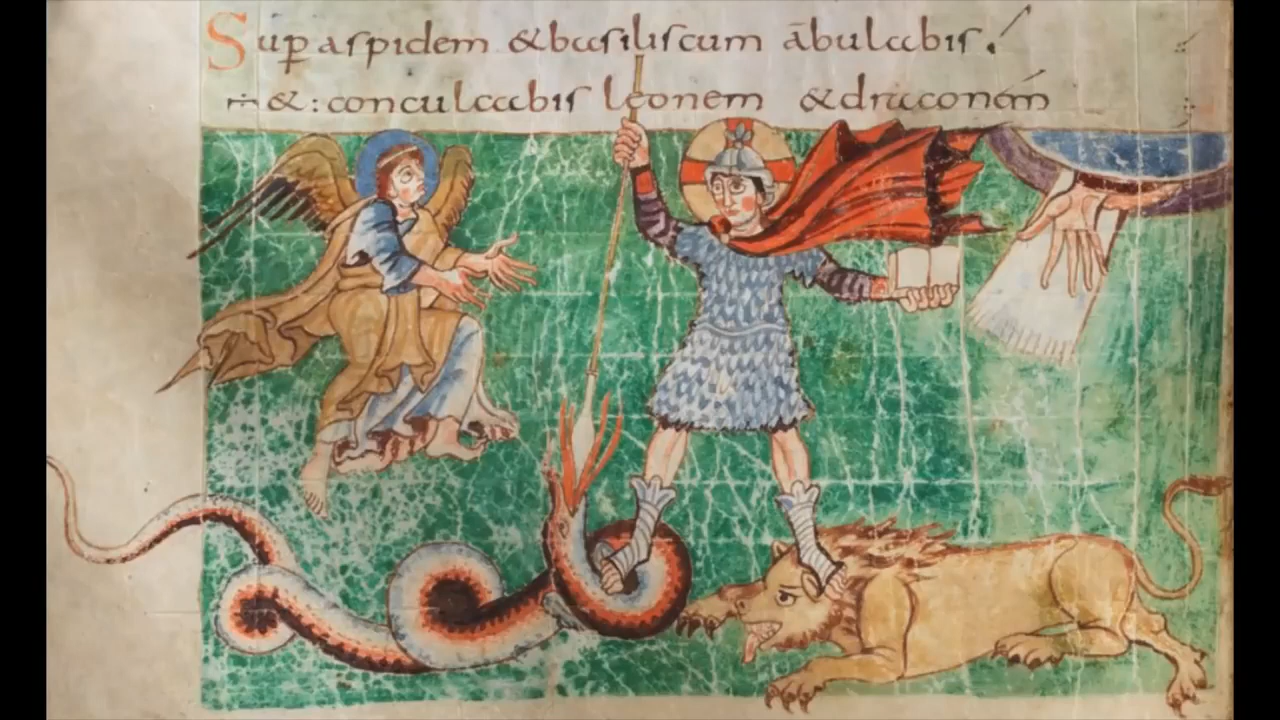 Sup aspidem & basiliscum ābulabis.
& : conculcabis leonem & draconem